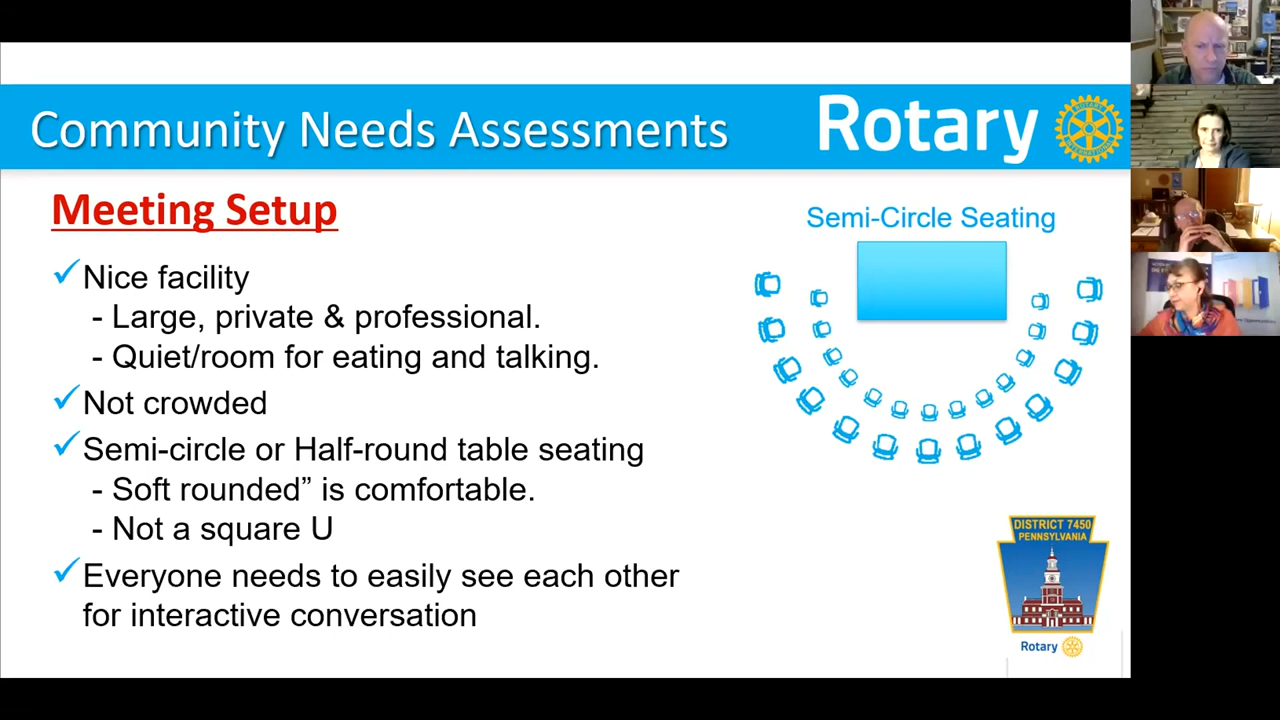 Community Needs Assessments
Rotary
Meeting Setup
✓ Nice facility
- Large, private & professional.
- Quiet/room for eating and talking.
✓ Not crowded
✓ Semi-circle or Half-round table seating
- Soft rounded” is comfortable.
- Not a square U
✓ Everyone needs to easily see each other
for interactive conversation
Semi-Circle Seating
DISTRICT 7450
PENNSYLVANIA
Rotary